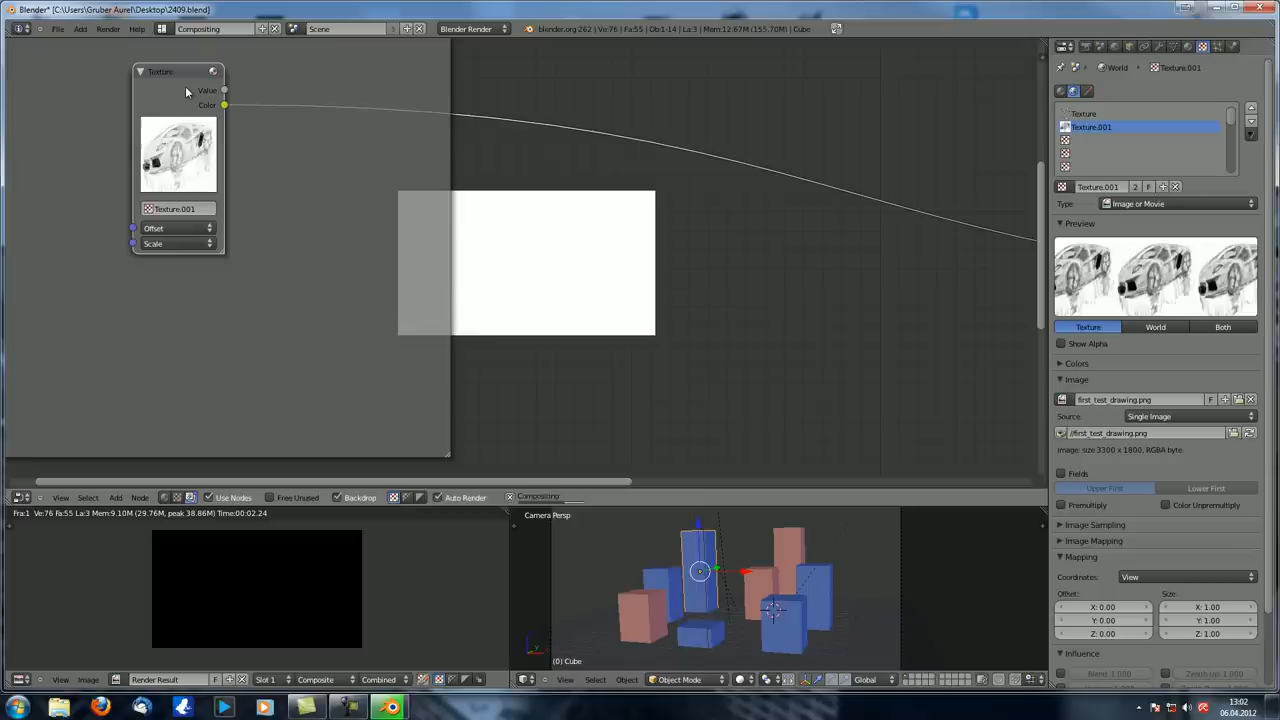 Blender* [C:\Users\Gruber Aurel\Desktop\2409.blend]
File Add Render Help Compositing Scene Blender Render blender.org 262 | Ve:76 | Fa:55 | Ob:1-14 | La:3 | Mem:12.67M (155.70M) | Cube
Texture
Value
Color
Texture.001
Offset
Scale
World Texture.001
Texture
Texture.001
Texture.001 2 F
Type: Image or Movie
Preview
Texture World Both
Show Alpha
Colors
Image
first_test_drawing.png F
Source: Single Image
//first_test_drawing.png
Image: size 3300 x 1800, RGBA byte
Fields
Upper First Lower First
Premultiply Color Unpremultiply
Image Sampling
Image Mapping
Mapping
Coordinates: View
Offset: Size:
X: 0.00 X: 1.00
Y: 0.00 Y: 1.00
Z: 0.00 Z: 1.00
Influence
Blend 1.000 Zenith Up: 1.000
View Select Add Node Use Nodes Free Unused Backdrop Auto Render Compositing
Fra:1 Ve:76 Fa:55 La:3 Mem:9.10M (29.76M, peak 38.86M) Time:00:02.24
Camera Persp
(0) Cube
View Image Render Result F Slot 1 Composite Combined
View Select Object Object Mode Global
13:02
06.04.2012